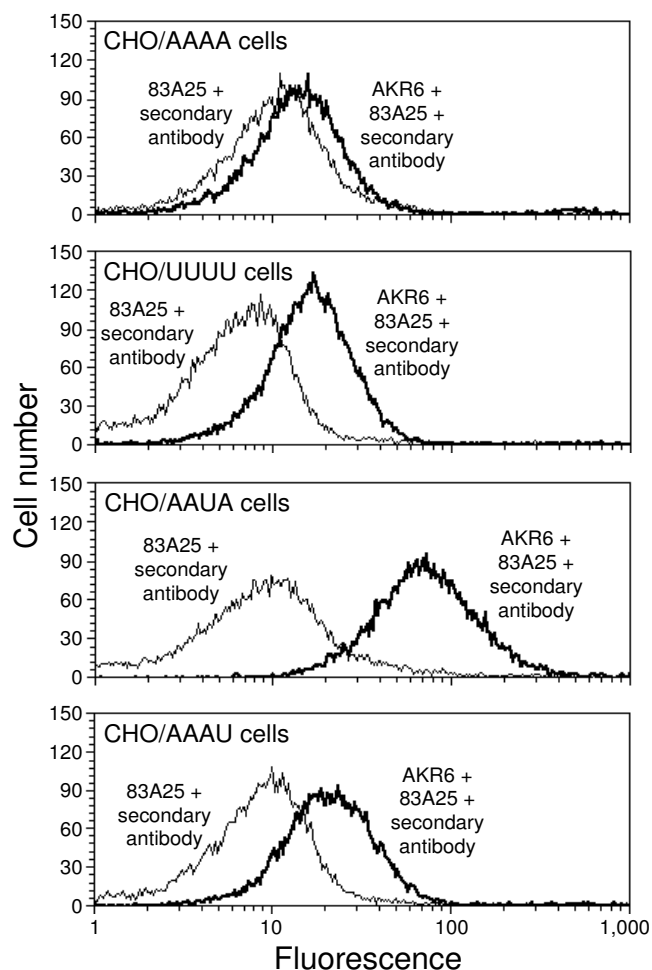 150
120
90
60
30
0
CHO/AAAA cells
83A25 +
secondary
antibody
AKR6 +
83A25 +
secondary
antibody
150
120
90
60
30
0
CHO/UUUU cells
83A25 +
secondary
antibody
AKR6 +
83A25 +
secondary
antibody
150
120
90
60
30
0
CHO/AAUA cells
83A25 +
secondary
antibody
AKR6 +
83A25 +
secondary
antibody
150
120
90
60
30
0
CHO/AAAU cells
83A25 +
secondary
antibody
AKR6 +
83A25 +
secondary
antibody
Cell number
1 10 100 1,000
Fluorescence